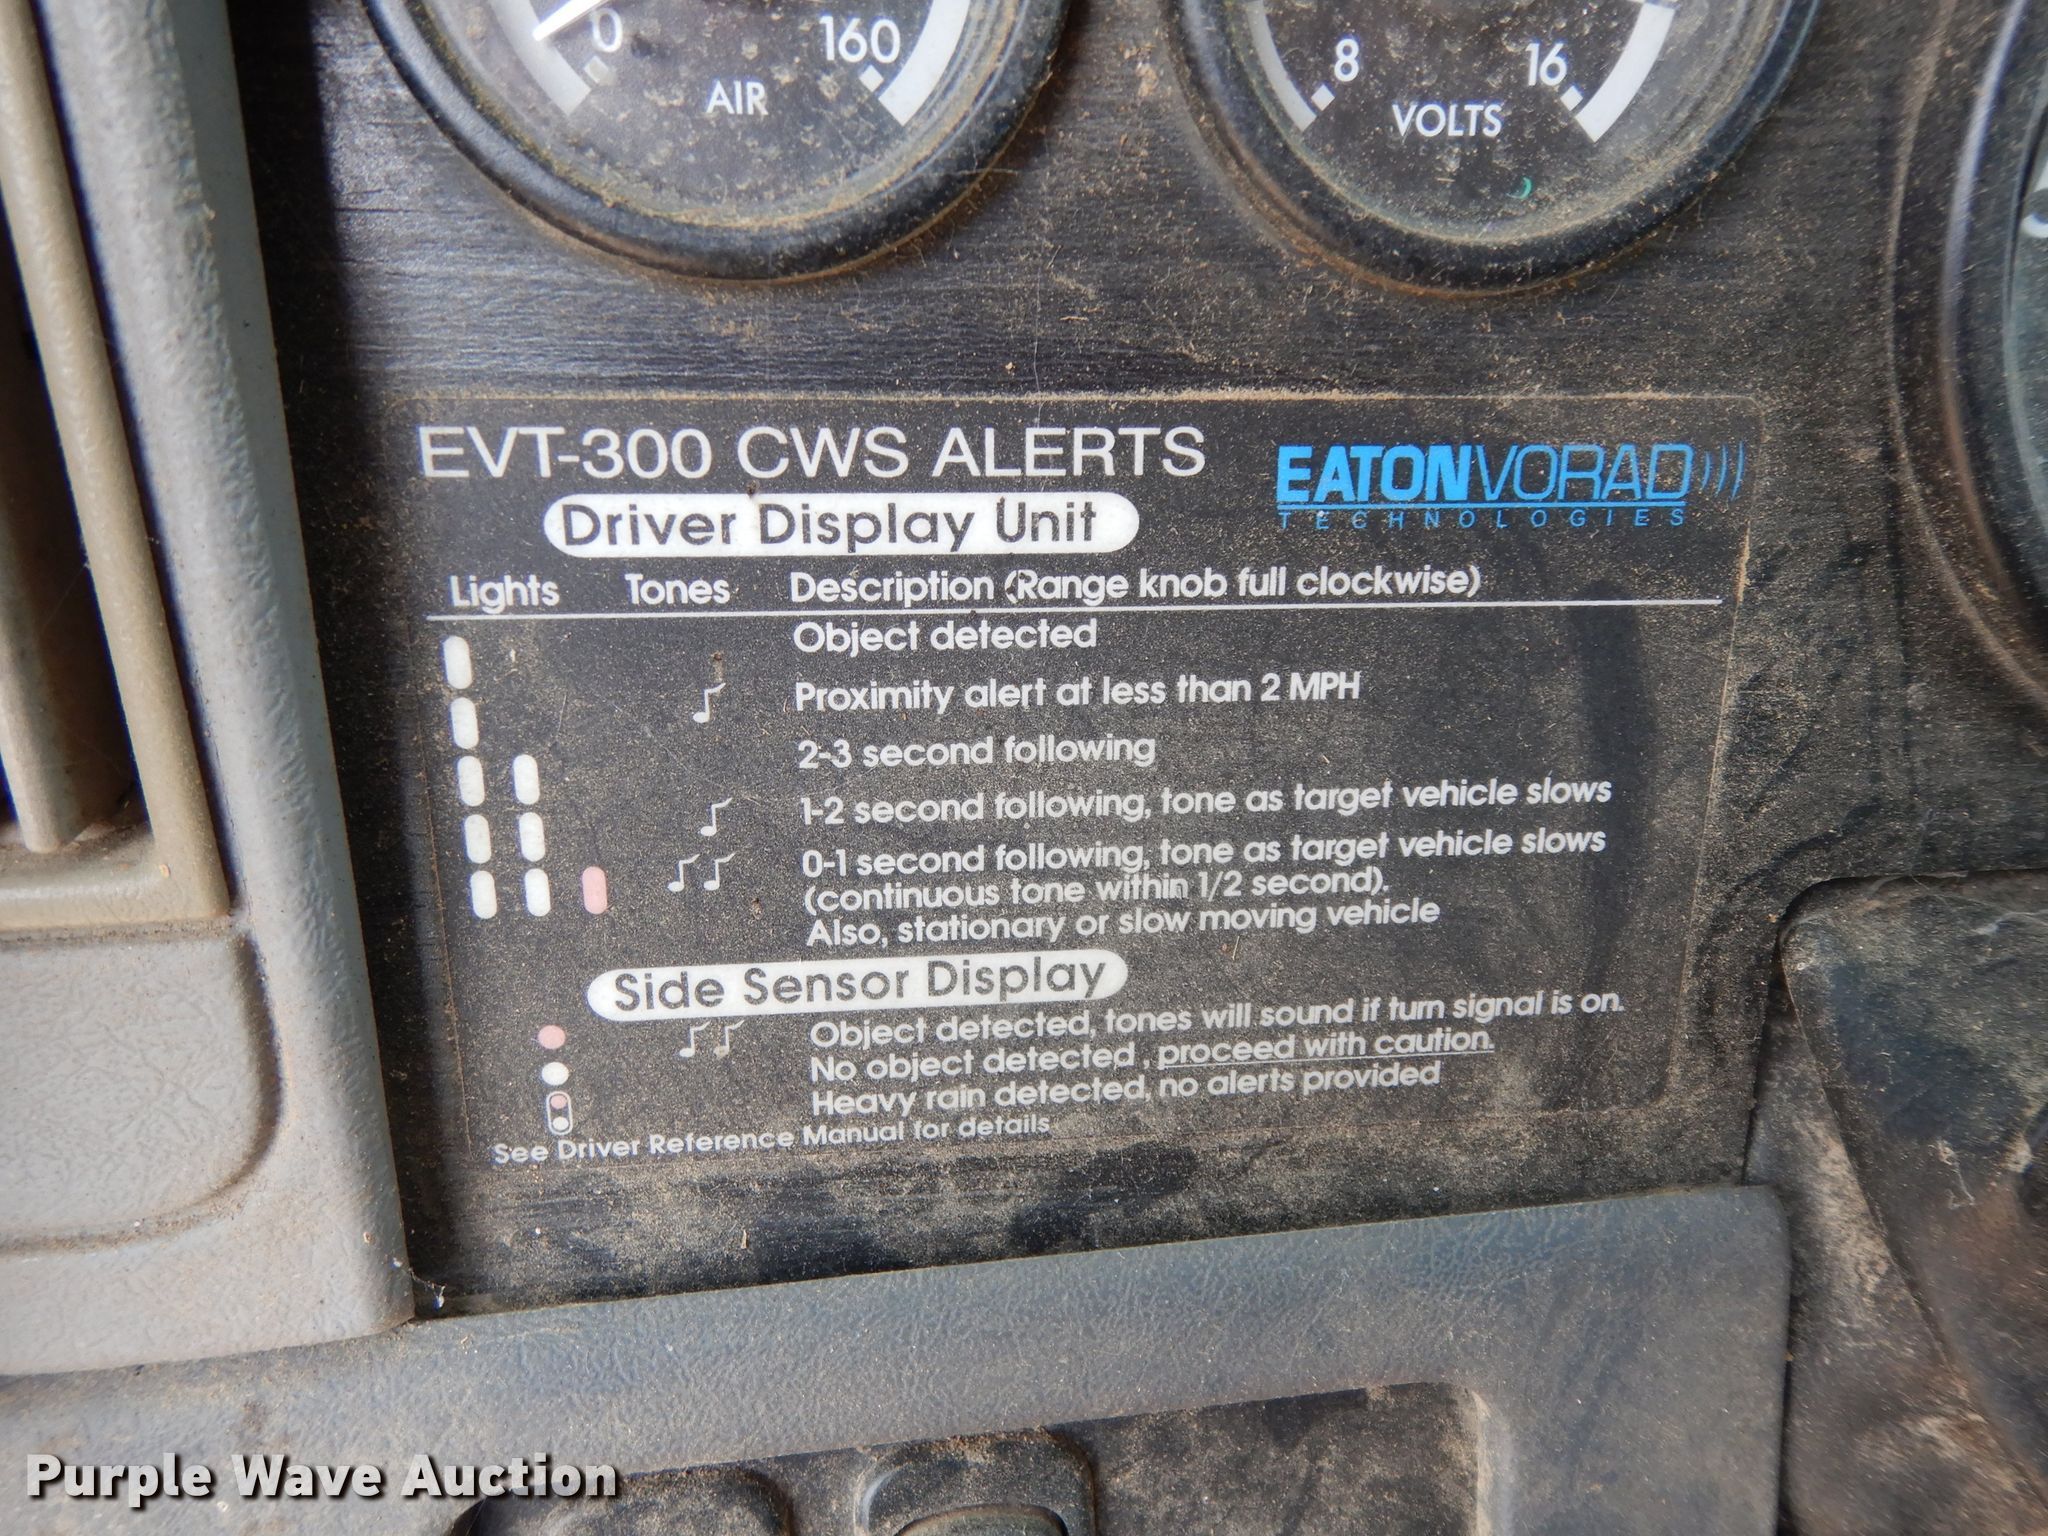 0 160
AIR
8 16
VOLTS
EVT-300 CWS ALERTS
EATONVORAD
TECHNOLOGIES
Driver Display Unit
Lights Tones Description (Range knob full clockwise)
Object detected
Proximity alert at less than 2 MPH
2-3 second following
1-2 second following, tone as target vehicle slows
0-1 second following, tone as target vehicle slows
(continuous tone within 1/2 second).
Also, stationary or slow moving vehicle
Side Sensor Display
Object detected, tones will sound if turn signal is on.
No object detected, proceed with caution.
Heavy rain detected, no alerts provided
See Driver Reference Manual for details
Purple Wave Auction